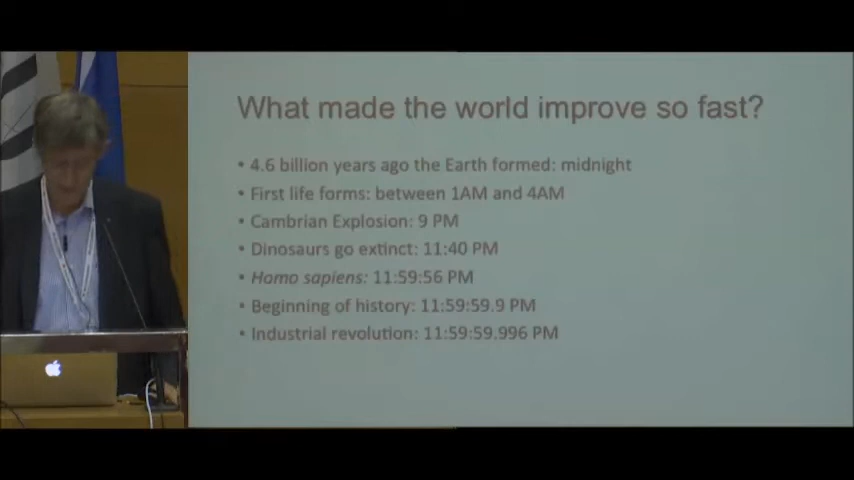 What made the world improve so fast?
• 4.6 billion years ago the Earth formed: midnight
• First life forms: between 1AM and 4AM
• Cambrian Explosion: 9 PM
• Dinosaurs go extinct: 11:40 PM
• Homo sapiens: 11:59:56 PM
• Beginning of history: 11:59:59.9 PM
• Industrial revolution: 11:59:59.996 PM